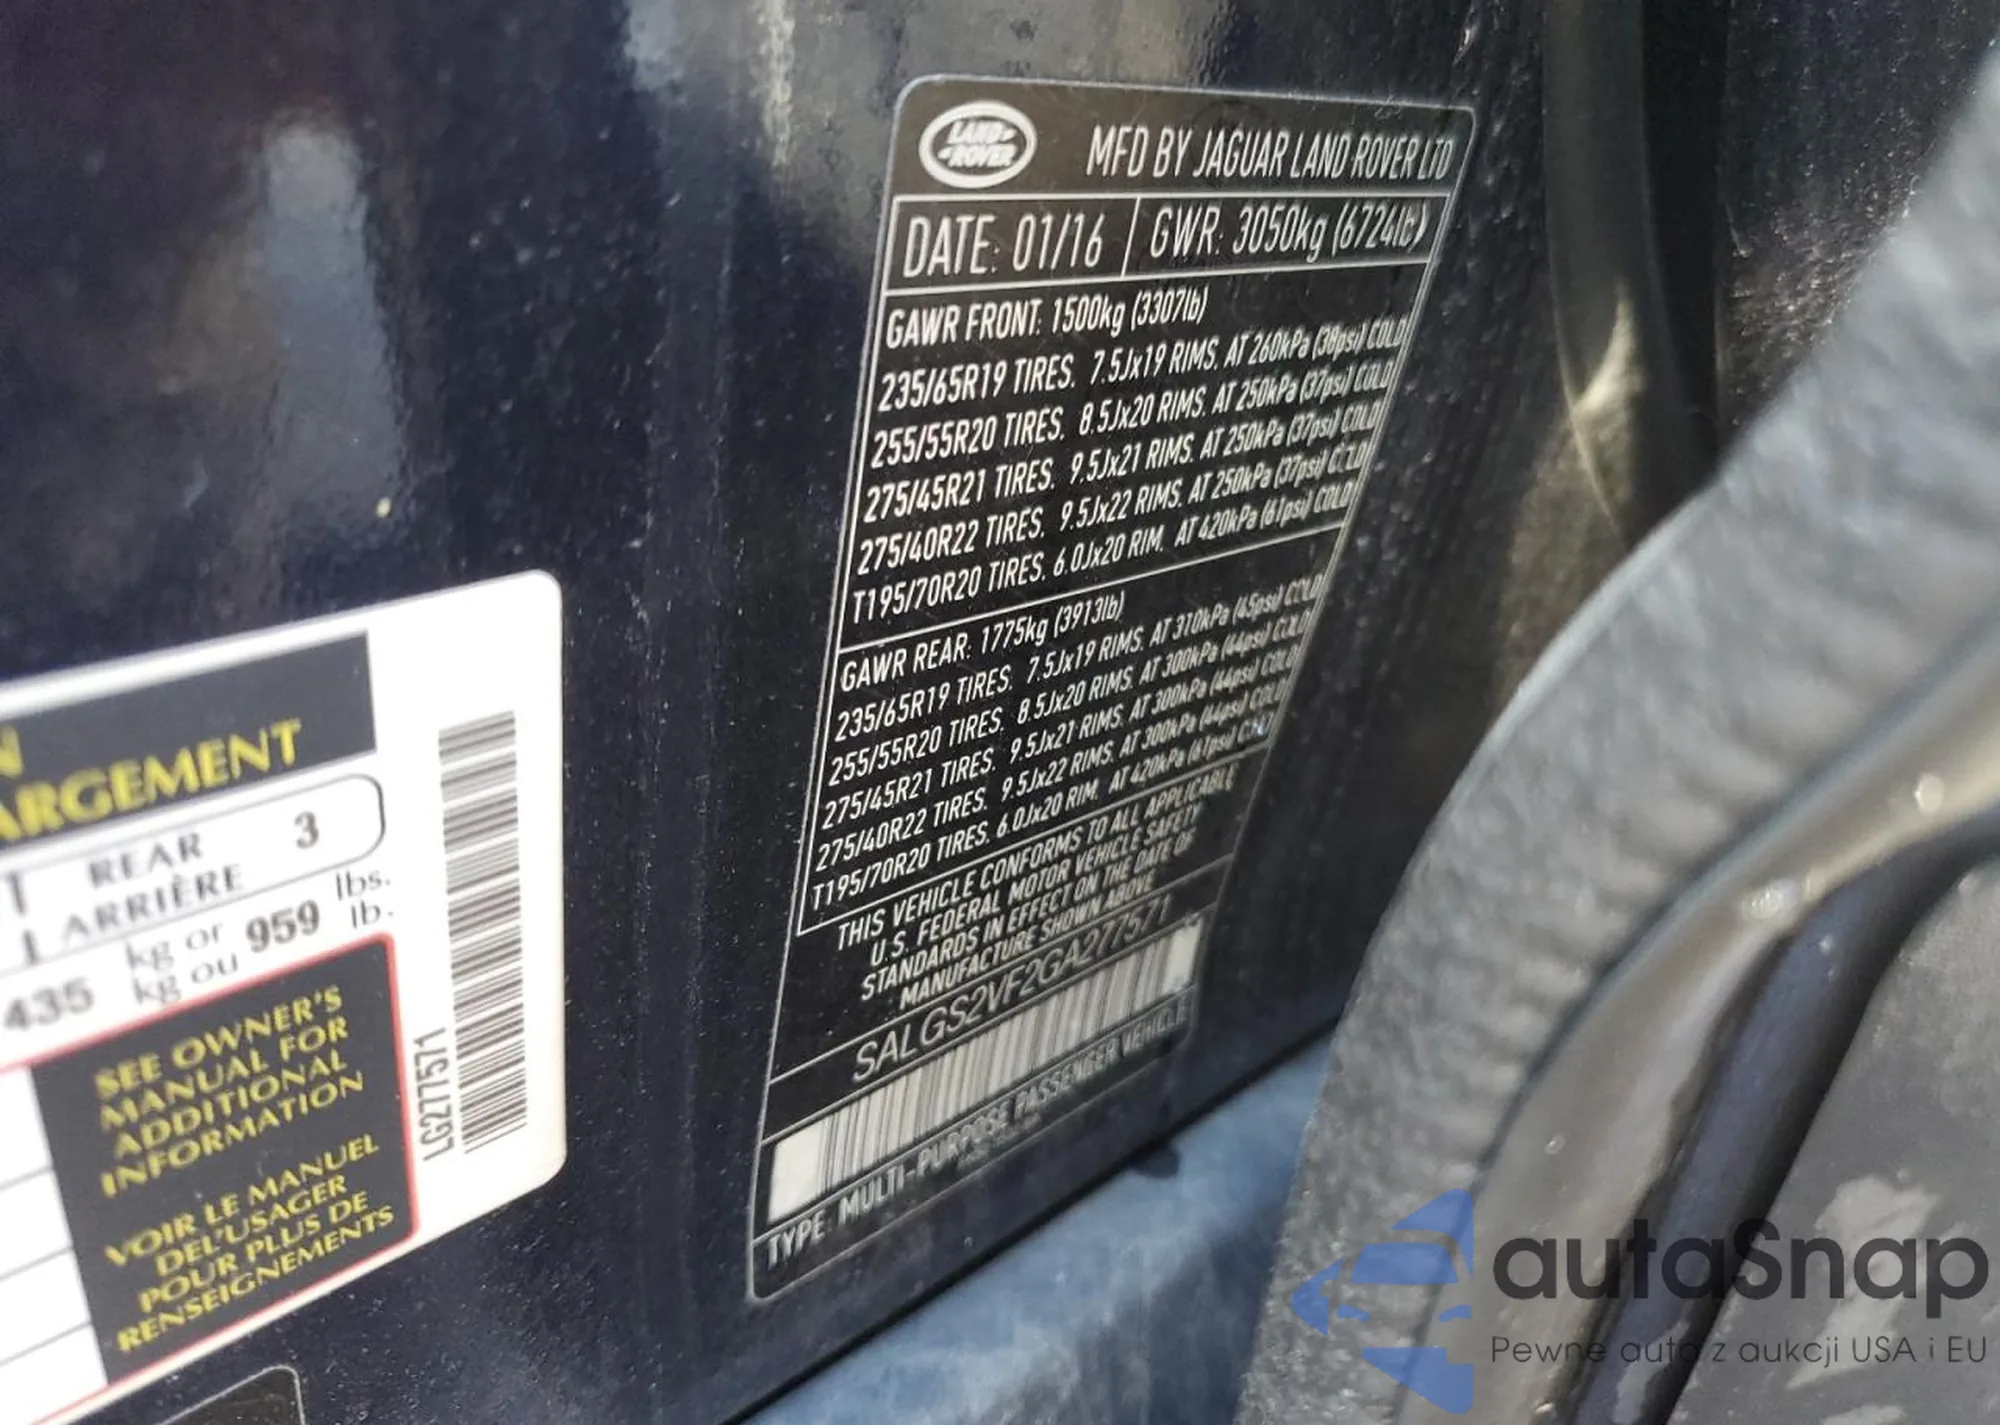 LAND-
-ROVER
MFD BY JAGUAR LAND ROVER LTD
DATE: 01/16 GWR: 3050kg (6724lb)
GAWR FRONT: 1500kg (3307lb)
235/65R19 TIRES. 7.5Jx19 RIMS. AT 260kPa (38psi) COLD
255/55R20 TIRES. 8.5Jx20 RIMS. AT 250kPa (37psi) COLD
275/45R21 TIRES. 9.5Jx21 RIMS. AT 250kPa (37psi) COLD
275/40R22 TIRES. 9.5Jx22 RIMS. AT 250kPa (37psi) COLD
T195/70R20 TIRES. 6.0Jx20 RIM. AT 420kPa (61psi) COLD
GAWR REAR: 1775kg (3913lb)
235/65R19 TIRES. 7.5Jx19 RIMS. AT 310kPa (45psi) COLD
255/55R20 TIRES. 8.5Jx20 RIMS. AT 300kPa (44psi) COLD
275/45R21 TIRES. 9.5Jx21 RIMS. AT 300kPa (44psi) COLD
275/40R22 TIRES. 9.5Jx22 RIMS. AT 300kPa (44psi) COLD
T195/70R20 TIRES. 6.0Jx20 RIM. AT 420kPa (61psi) COLD
THIS VEHICLE CONFORMS TO ALL APPLICABLE
U.S. FEDERAL MOTOR VEHICLE SAFETY
STANDARDS IN EFFECT ON THE DATE OF
MANUFACTURE SHOWN ABOVE
SALGS2VF2GA277571
TYPE: MULTI-PURPOSE PASSENGER VEHICLE
N
ARGEMENT
REAR 3
ARRIÈRE
435 kg or 959 lbs.
kg ou lb.
SEE OWNER'S
MANUAL FOR
ADDITIONAL
INFORMATION
VOIR LE MANUEL
DEL'USAGER
POUR PLUS DE
RENSEIGNEMENTS
LG277571
autaSnap
Pewne auta z aukcji USA i EU